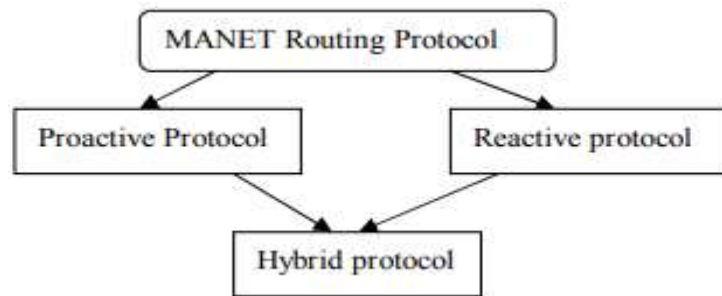 MANET Routing Protocol
Proactive Protocol
Reactive protocol
Hybrid protocol